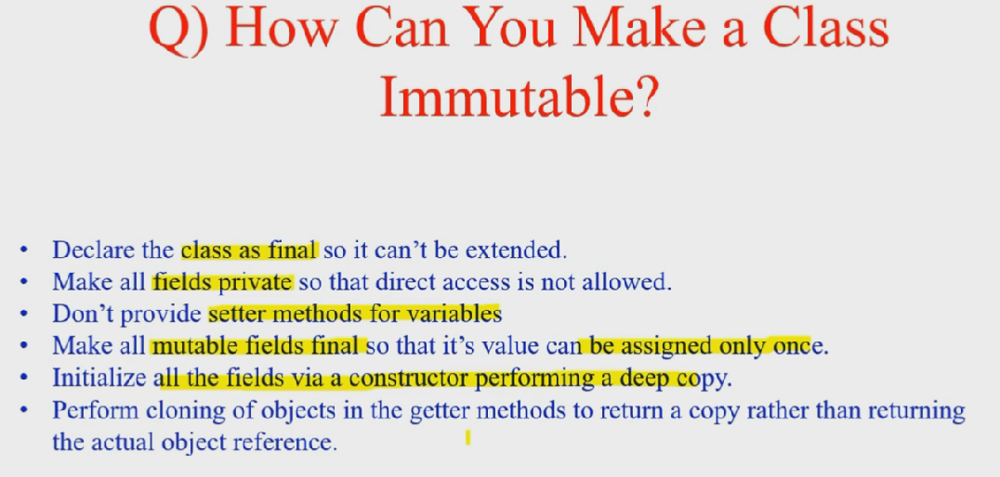 Q) How Can You Make a Class
Immutable?
• Declare the class as final so it can’t be extended.
• Make all fields private so that direct access is not allowed.
• Don’t provide setter methods for variables
• Make all mutable fields final so that it’s value can be assigned only once.
• Initialize all the fields via a constructor performing a deep copy.
• Perform cloning of objects in the getter methods to return a copy rather than returning
the actual object reference.